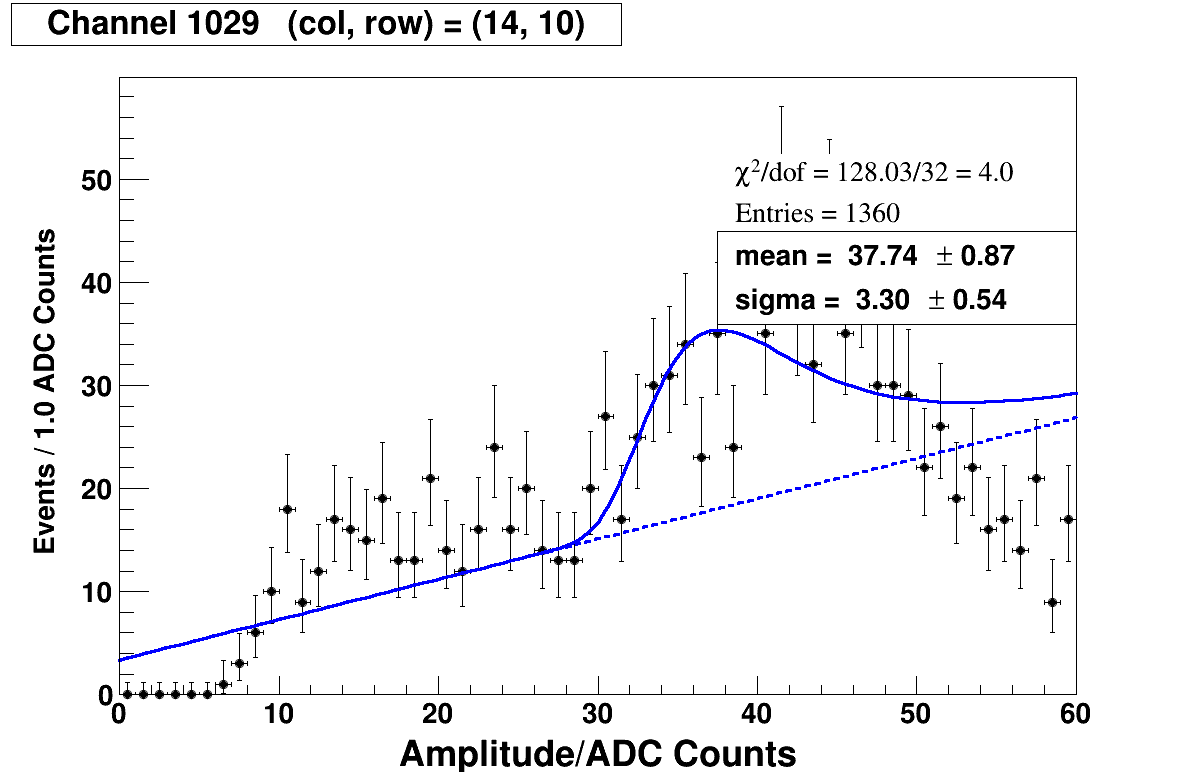 Channel 1029 (col, row) = (14, 10)
χ²/dof = 128.03/32 = 4.0
Entries = 1360
mean = 37.74 ± 0.87
sigma = 3.30 ± 0.54
Events / 1.0 ADC Counts
50
40
30
20
10
0
0 10 20 30 40 50 60
Amplitude/ADC Counts